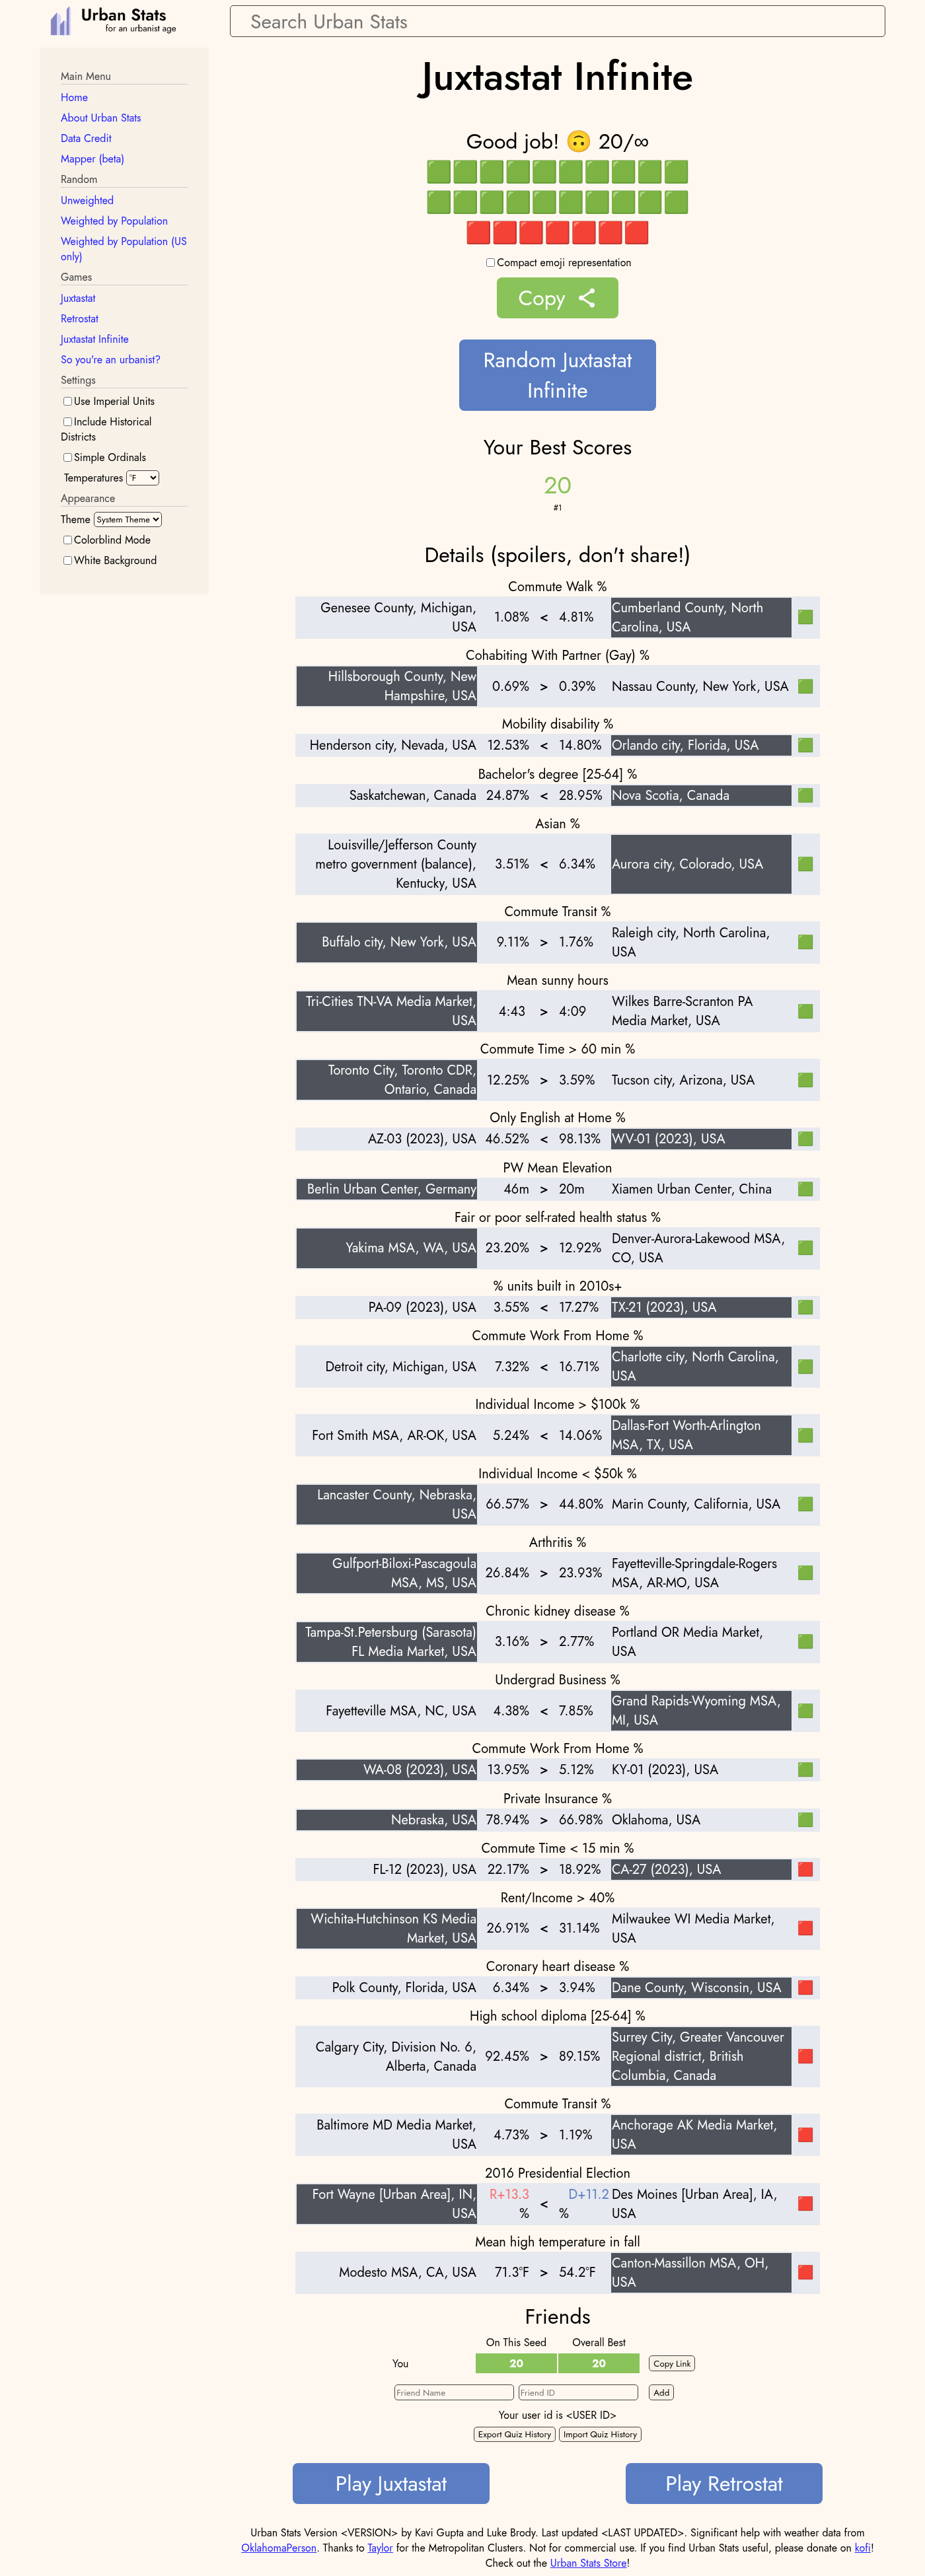 Urban Stats
for an urbanist age
Search Urban Stats
Main Menu
Home
About Urban Stats
Data Credit
Mapper (beta)
Random
Unweighted
Weighted by Population
Weighted by Population (US
only)
Games
Juxtastat
Retrostat
Juxtastat Infinite
So you're an urbanist?
Settings
Use Imperial Units
Include Historical
Districts
Simple Ordinals
Temperatures °F
Appearance
Theme System Theme
Colorblind Mode
White Background
Juxtastat Infinite
Good job! 🙃 20/∞
🟩🟩🟩🟩🟩🟩🟩🟩🟩🟩
🟩🟩🟩🟩🟩🟩🟩🟩🟩🟩
🟥🟥🟥🟥🟥🟥🟥
Compact emoji representation
Copy
Random Juxtastat
Infinite
Your Best Scores
20
#1
Details (spoilers, don't share!)
Commute Walk %
Genesee County, Michigan,
USA
1.08% < 4.81%
Cumberland County, North
Carolina, USA
Cohabiting With Partner (Gay) %
Hillsborough County, New
Hampshire, USA
0.69% > 0.39% Nassau County, New York, USA
Mobility disability %
Henderson city, Nevada, USA 12.53% < 14.80% Orlando city, Florida, USA
Bachelor's degree [25-64] %
Saskatchewan, Canada 24.87% < 28.95% Nova Scotia, Canada
Asian %
Louisville/Jefferson County
metro government (balance),
Kentucky, USA
3.51% < 6.34% Aurora city, Colorado, USA
Commute Transit %
Buffalo city, New York, USA 9.11% > 1.76%
Raleigh city, North Carolina,
USA
Mean sunny hours
Tri-Cities TN-VA Media Market,
USA
4:43 > 4:09
Wilkes Barre-Scranton PA
Media Market, USA
Commute Time > 60 min %
Toronto City, Toronto CDR,
Ontario, Canada
12.25% > 3.59% Tucson city, Arizona, USA
Only English at Home %
AZ-03 (2023), USA 46.52% < 98.13% WV-01 (2023), USA
PW Mean Elevation
Berlin Urban Center, Germany 46m > 20m Xiamen Urban Center, China
Fair or poor self-rated health status %
Yakima MSA, WA, USA 23.20% > 12.92%
Denver-Aurora-Lakewood MSA,
CO, USA
% units built in 2010s+
PA-09 (2023), USA 3.55% < 17.27% TX-21 (2023), USA
Commute Work From Home %
Detroit city, Michigan, USA 7.32% < 16.71%
Charlotte city, North Carolina,
USA
Individual Income > $100k %
Fort Smith MSA, AR-OK, USA 5.24% < 14.06%
Dallas-Fort Worth-Arlington
MSA, TX, USA
Individual Income < $50k %
Lancaster County, Nebraska,
USA
66.57% > 44.80% Marin County, California, USA
Arthritis %
Gulfport-Biloxi-Pascagoula
MSA, MS, USA
26.84% > 23.93%
Fayetteville-Springdale-Rogers
MSA, AR-MO, USA
Chronic kidney disease %
Tampa-St.Petersburg (Sarasota)
FL Media Market, USA
3.16% > 2.77%
Portland OR Media Market,
USA
Undergrad Business %
Fayetteville MSA, NC, USA 4.38% < 7.85%
Grand Rapids-Wyoming MSA,
MI, USA
Commute Work From Home %
WA-08 (2023), USA 13.95% > 5.12% KY-01 (2023), USA
Private Insurance %
Nebraska, USA 78.94% > 66.98% Oklahoma, USA
Commute Time < 15 min %
FL-12 (2023), USA 22.17% > 18.92% CA-27 (2023), USA
Rent/Income > 40%
Wichita-Hutchinson KS Media
Market, USA
26.91% < 31.14%
Milwaukee WI Media Market,
USA
Coronary heart disease %
Polk County, Florida, USA 6.34% > 3.94% Dane County, Wisconsin, USA
High school diploma [25-64] %
Calgary City, Division No. 6,
Alberta, Canada
92.45% > 89.15%
Surrey City, Greater Vancouver
Regional district, British
Columbia, Canada
Commute Transit %
Baltimore MD Media Market,
USA
4.73% > 1.19%
Anchorage AK Media Market,
USA
2016 Presidential Election
Fort Wayne [Urban Area], IN,
USA
R+13.3
%
<
D+11.2
%
Des Moines [Urban Area], IA,
USA
Mean high temperature in fall
Modesto MSA, CA, USA 71.3°F > 54.2°F
Canton-Massillon MSA, OH,
USA
Friends
On This Seed Overall Best
You 20 20 Copy Link
Friend Name Friend ID Add
Your user id is <USER ID>
Export Quiz History Import Quiz History
Play Juxtastat Play Retrostat
Urban Stats Version <VERSION> by Kavi Gupta and Luke Brody. Last updated <LAST UPDATED>. Significant help with weather data from
OklahomaPerson. Thanks to Taylor for the Metropolitan Clusters. Not for commercial use. If you find Urban Stats useful, please donate on kofi!
Check out the Urban Stats Store!